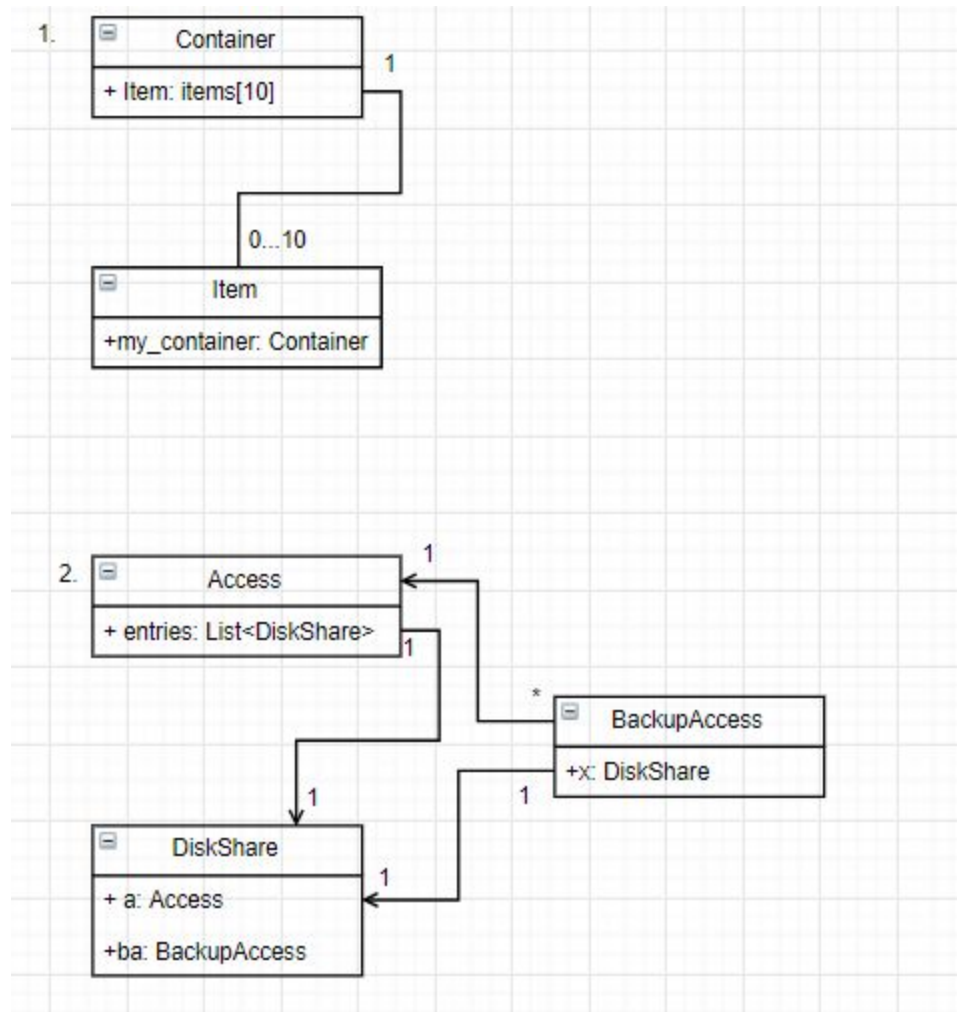 1.
Container
1
+ Item: items[10]
0...10
Item
+my_container: Container
2.
Access
1
+ entries: List<DiskShare>
1
*
BackupAccess
+x: DiskShare
1
1
DiskShare
1
+ a: Access
+ba: BackupAccess